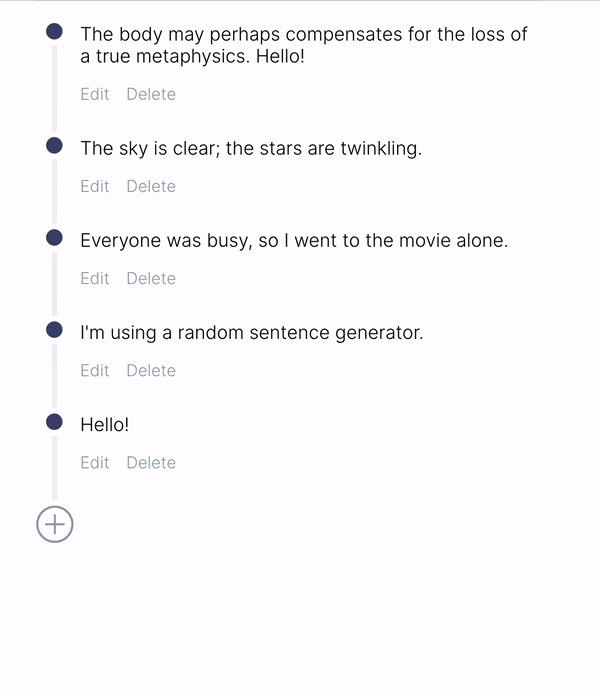 The body may perhaps compensates for the loss of
a true metaphysics. Hello!
Edit Delete
The sky is clear; the stars are twinkling.
Edit Delete
Everyone was busy, so I went to the movie alone.
Edit Delete
I'm using a random sentence generator.
Edit Delete
Hello!
Edit Delete